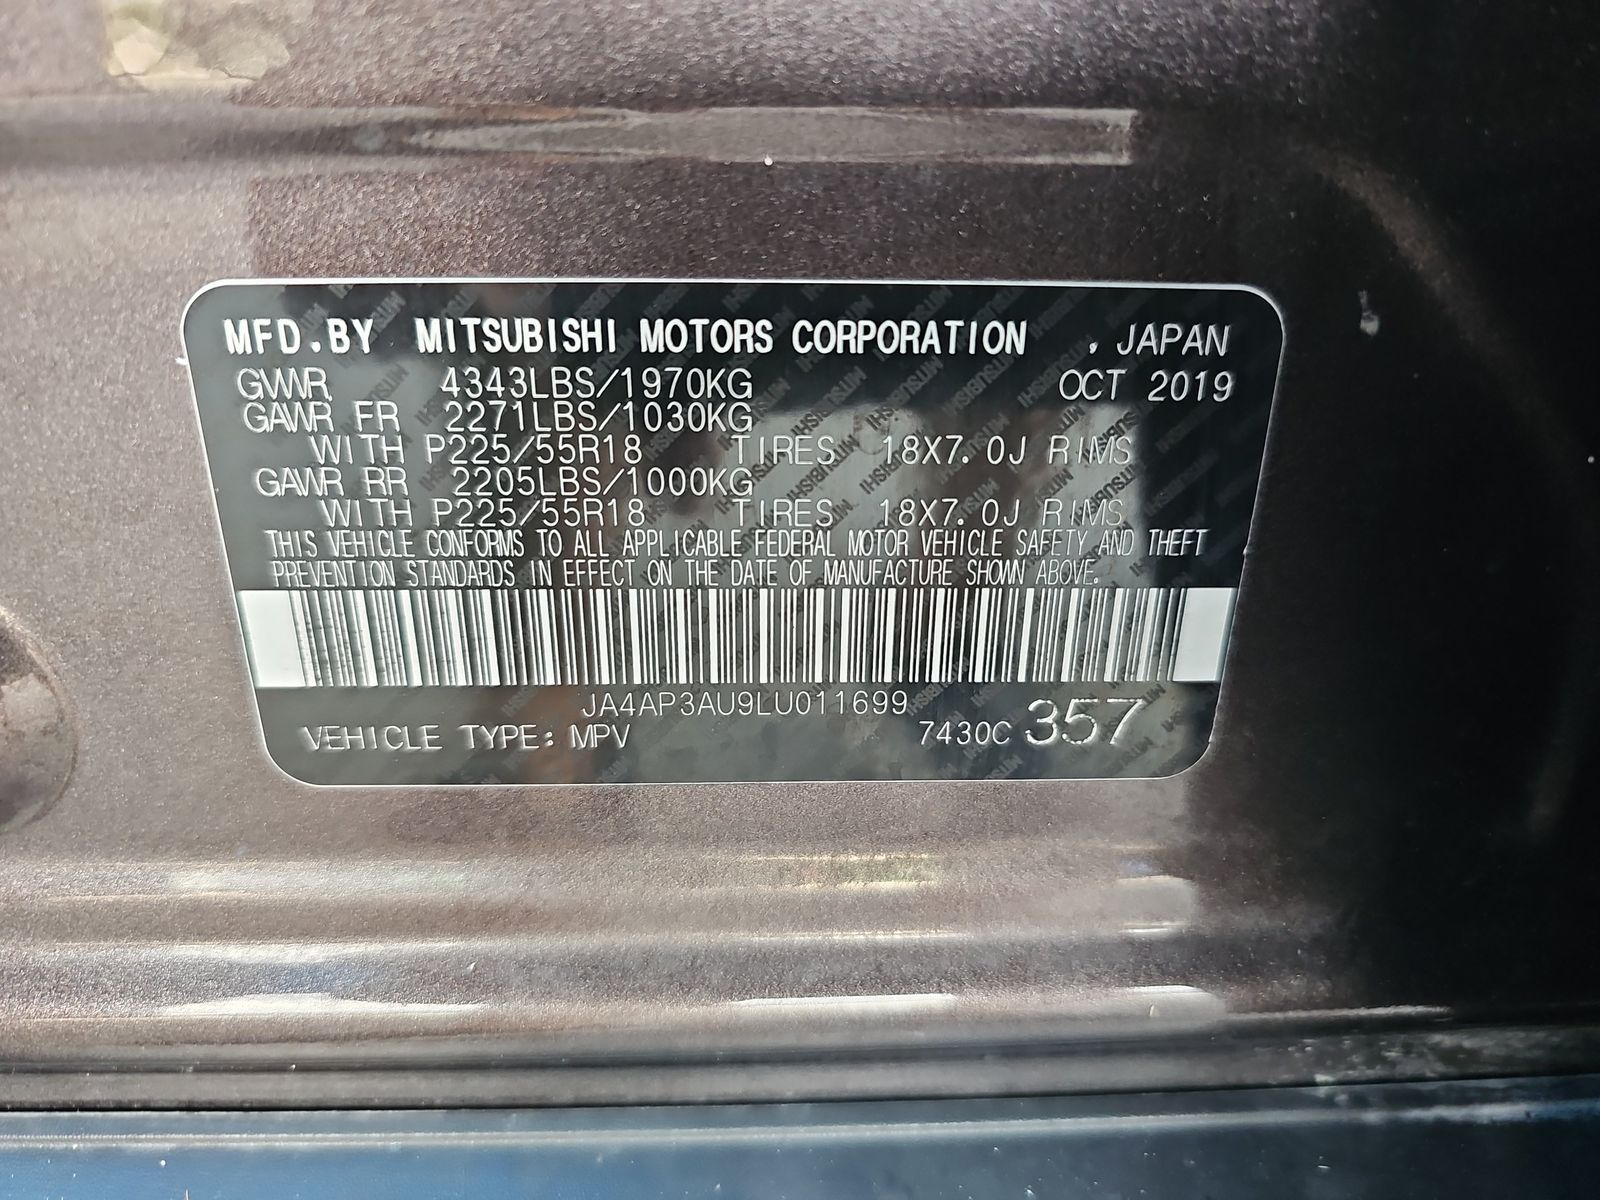 MFD.BY MITSUBISHI MOTORS CORPORATION , JAPAN
GVWR 4343LBS/1970KG OCT 2019
GAWR FR 2271LBS/1030KG
WITH P225/55R18 TIRES 18X7.0J RIMS
GAWR RR 2205LBS/1000KG
WITH P225/55R18 TIRES 18X7.0J RIMS
THIS VEHICLE CONFORMS TO ALL APPLICABLE FEDERAL MOTOR VEHICLE SAFETY AND THEFT
PREVENTION STANDARDS IN EFFECT ON THE DATE OF MANUFACTURE SHOWN ABOVE.
JA4AP3AU9LU011699
VEHICLE TYPE: MPV 7430C 357